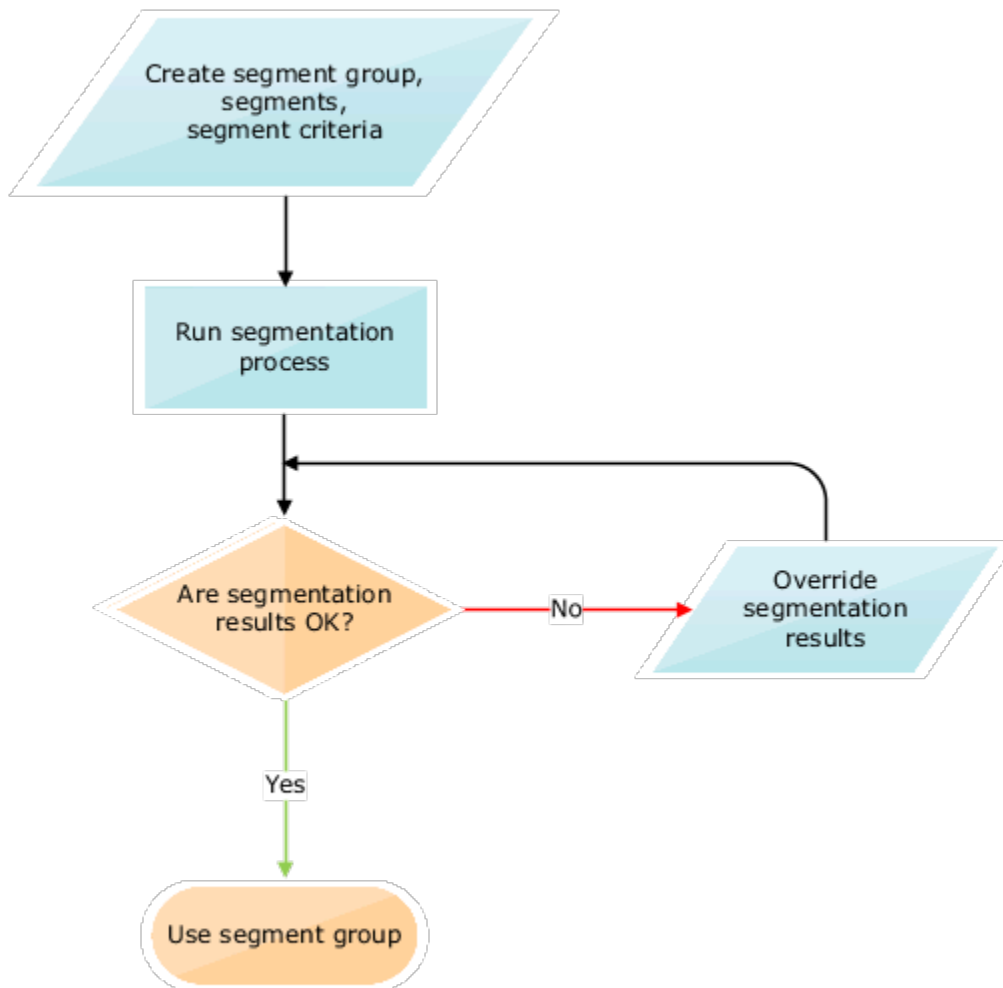 Create segment group,
segments,
segment criteria
Run segmentation
process
Are segmentation
results OK?
No
Override
segmentation
results
Yes
Use segment group